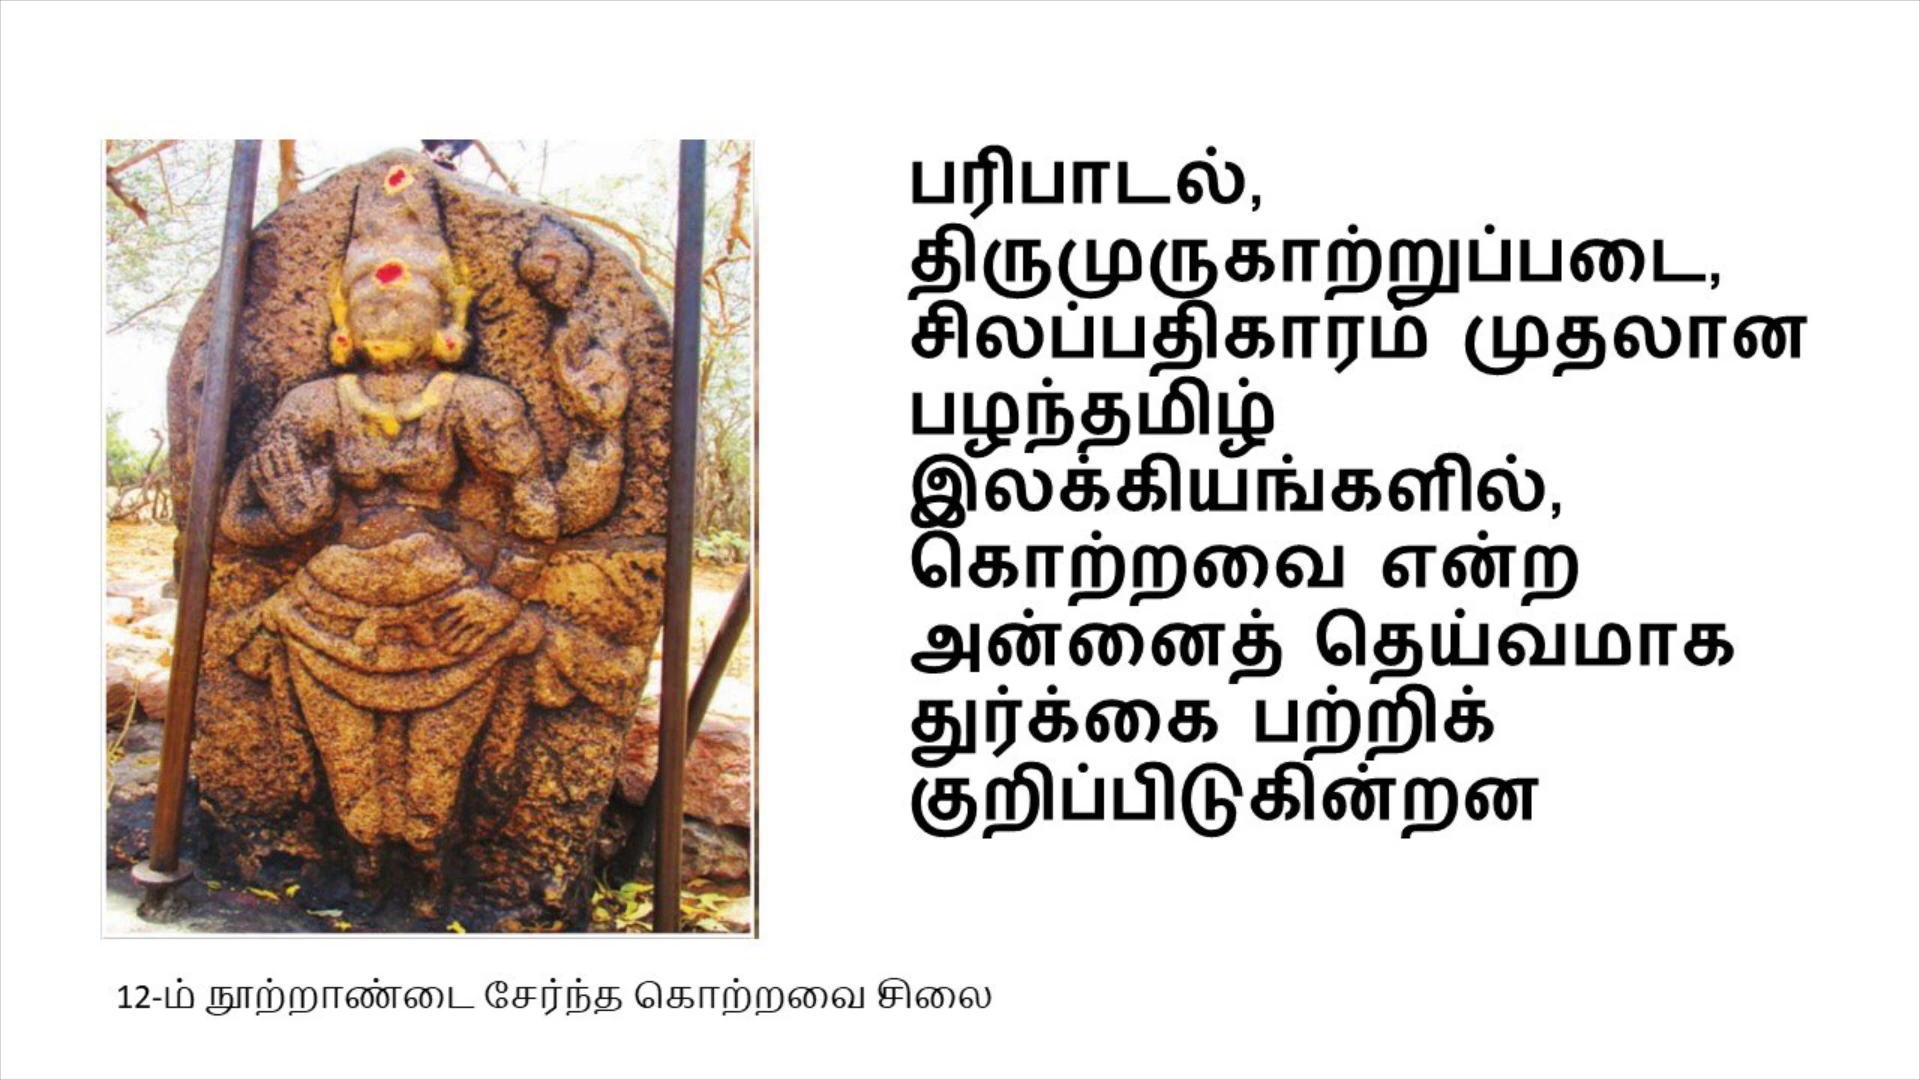 பரிபாடல்,
திருமுருகாற்றுப்படை,
சிலப்பதிகாரம் முதலான
பழந்தமிழ்
இலக்கியங்களில்,
கொற்றவை என்ற
அன்னைத் தெய்வமாக
துர்க்கை பற்றிக்
குறிப்பிடுகின்றன
12-ம் நூற்றாண்டை சேர்ந்த கொற்றவை சிலை